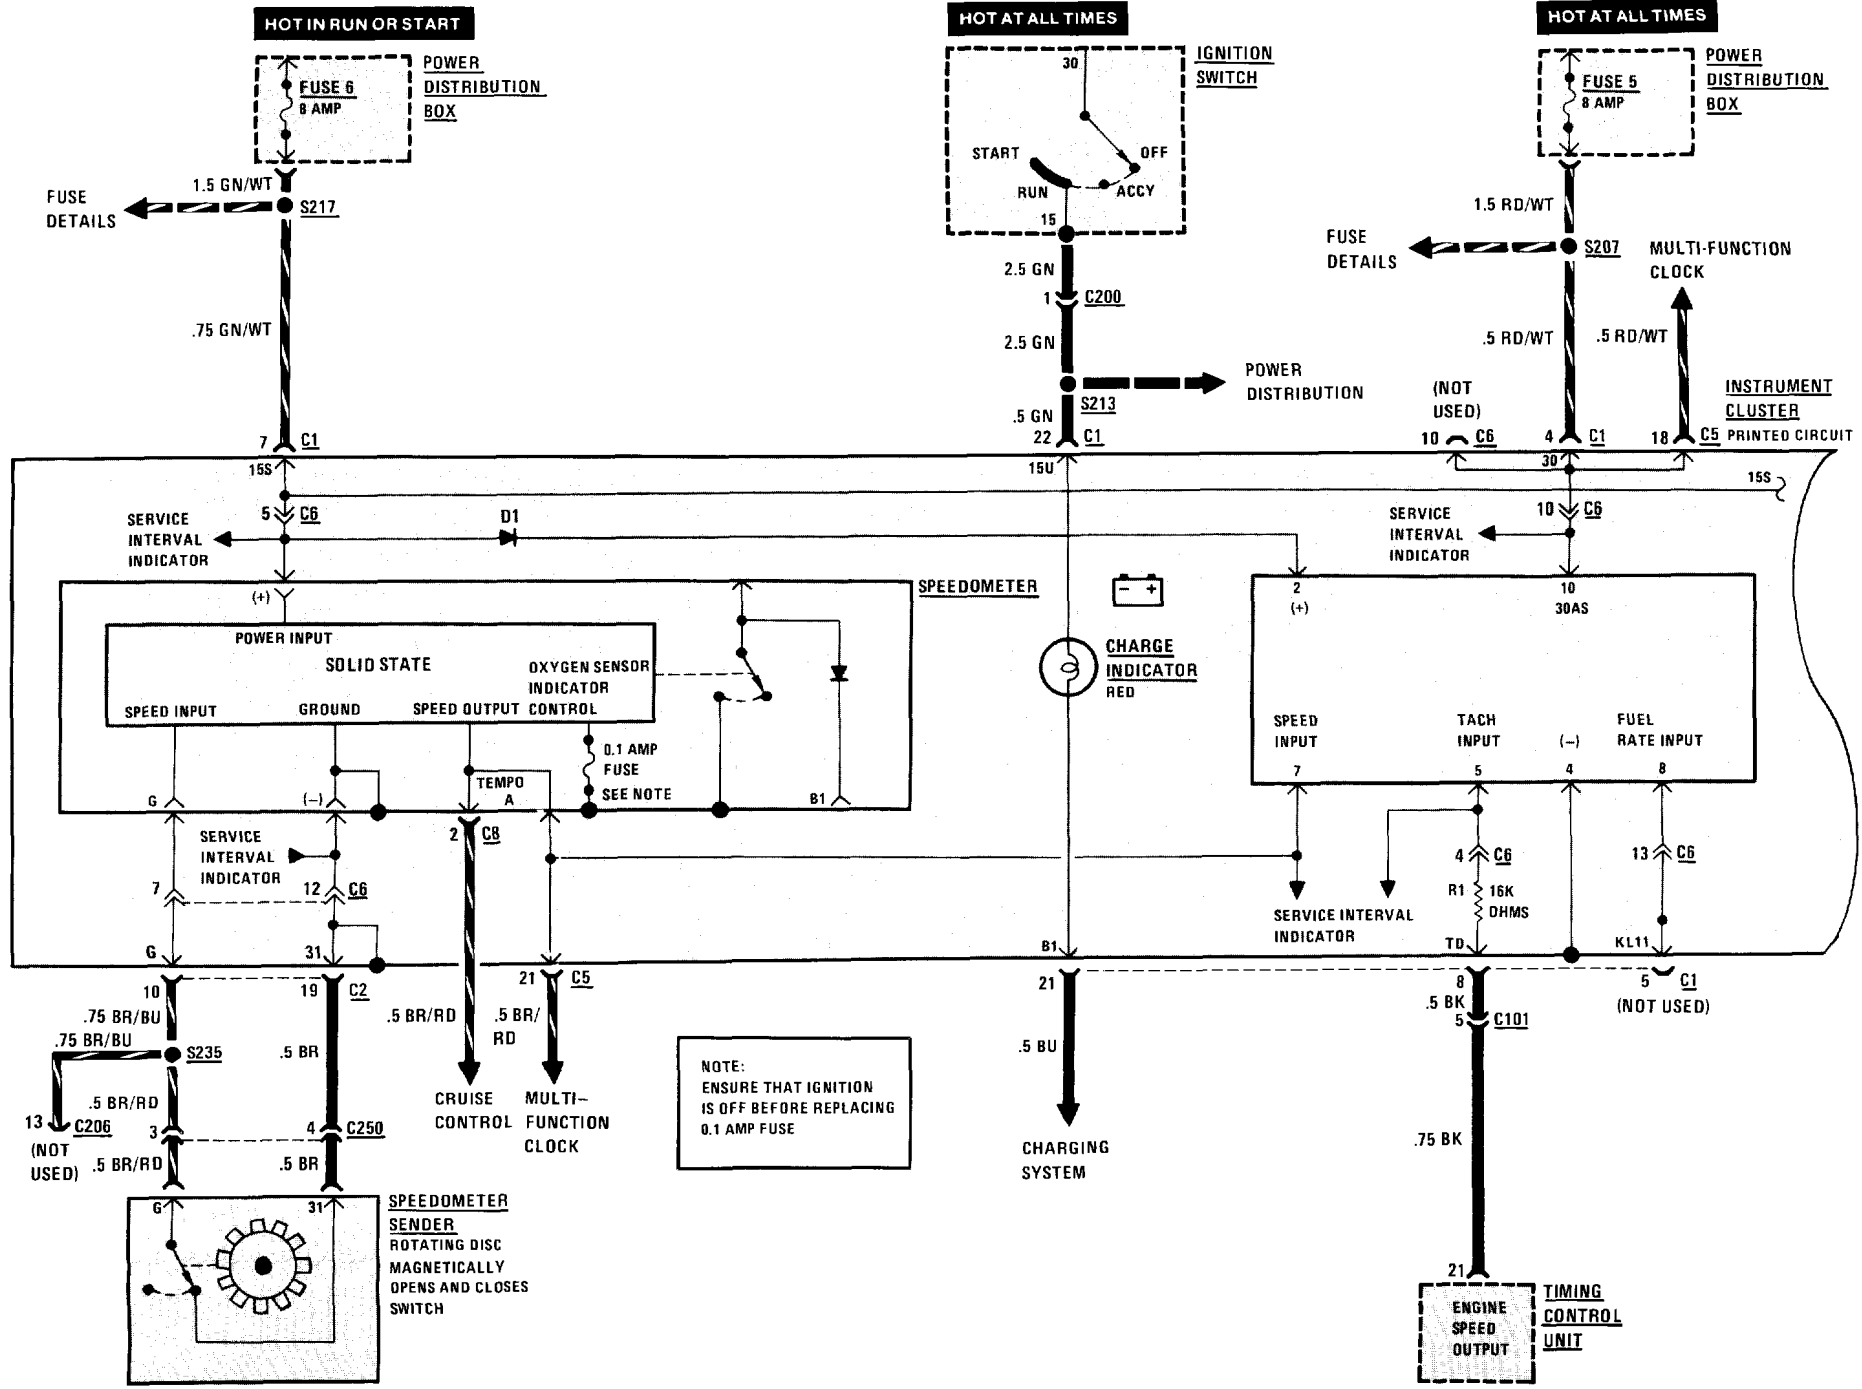 HOT IN RUN OR START
HOT AT ALL TIMES
HOT AT ALL TIMES
FUSE 6
8 AMP
POWER
DISTRIBUTION
BOX
30
IGNITION
SWITCH
START
OFF
RUN
ACCY
15
FUSE 5
8 AMP
POWER
DISTRIBUTION
BOX
FUSE
DETAILS
1.5 GN/WT
S217
.75 GN/WT
7
C1
2.5 GN
1
C200
2.5 GN
S213
POWER
DISTRIBUTION
.5 GN
22
C1
1.5 RD/WT
FUSE
DETAILS
S207
MULTI-FUNCTION
CLOCK
.5 RD/WT
.5 RD/WT
(NOT
USED)
10
C6
4
C1
18
C5
INSTRUMENT
CLUSTER
PRINTED CIRCUIT
15S
15U
30
15S
5
C6
SERVICE
INTERVAL
INDICATOR
D1
SERVICE
INTERVAL
INDICATOR
10
C6
SPEEDOMETER
(+)
POWER INPUT
SOLID STATE
OXYGEN SENSOR
INDICATOR
CONTROL
SPEED INPUT
GROUND
SPEED OUTPUT
0.1 AMP
FUSE
SEE NOTE
TEMPO
A
G
(–)
B1
CHARGE
INDICATOR
RED
– +
2
(+)
10
30AS
SPEED
INPUT
7
TACH
INPUT
5
(–)
4
FUEL
RATE INPUT
8
SERVICE
INTERVAL
INDICATOR
7
12
C6
2
C8
G
31
SERVICE INTERVAL
INDICATOR
4
C6
R1
16K
OHMS
13
C6
B1
TD
KL11
10
19
C2
21
C5
21
8
5
C1
(NOT USED)
.75 BR/BU
.75 BR/BU
S235
.5 BR
.5 BR/RD
.5 BR/
RD
CRUISE
CONTROL
MULTI–
FUNCTION
CLOCK
NOTE:
ENSURE THAT IGNITION
IS OFF BEFORE REPLACING
0.1 AMP FUSE
.5 BU
CHARGING
SYSTEM
.5 BK
5
C101
.75 BK
13
C206
(NOT
USED)
.5 BR/RD
3
4
C250
.5 BR/RD
.5 BR
G
31
SPEEDOMETER
SENDER
ROTATING DISC
MAGNETICALLY
OPENS AND CLOSES
SWITCH
21
ENGINE
SPEED
OUTPUT
TIMING
CONTROL
UNIT